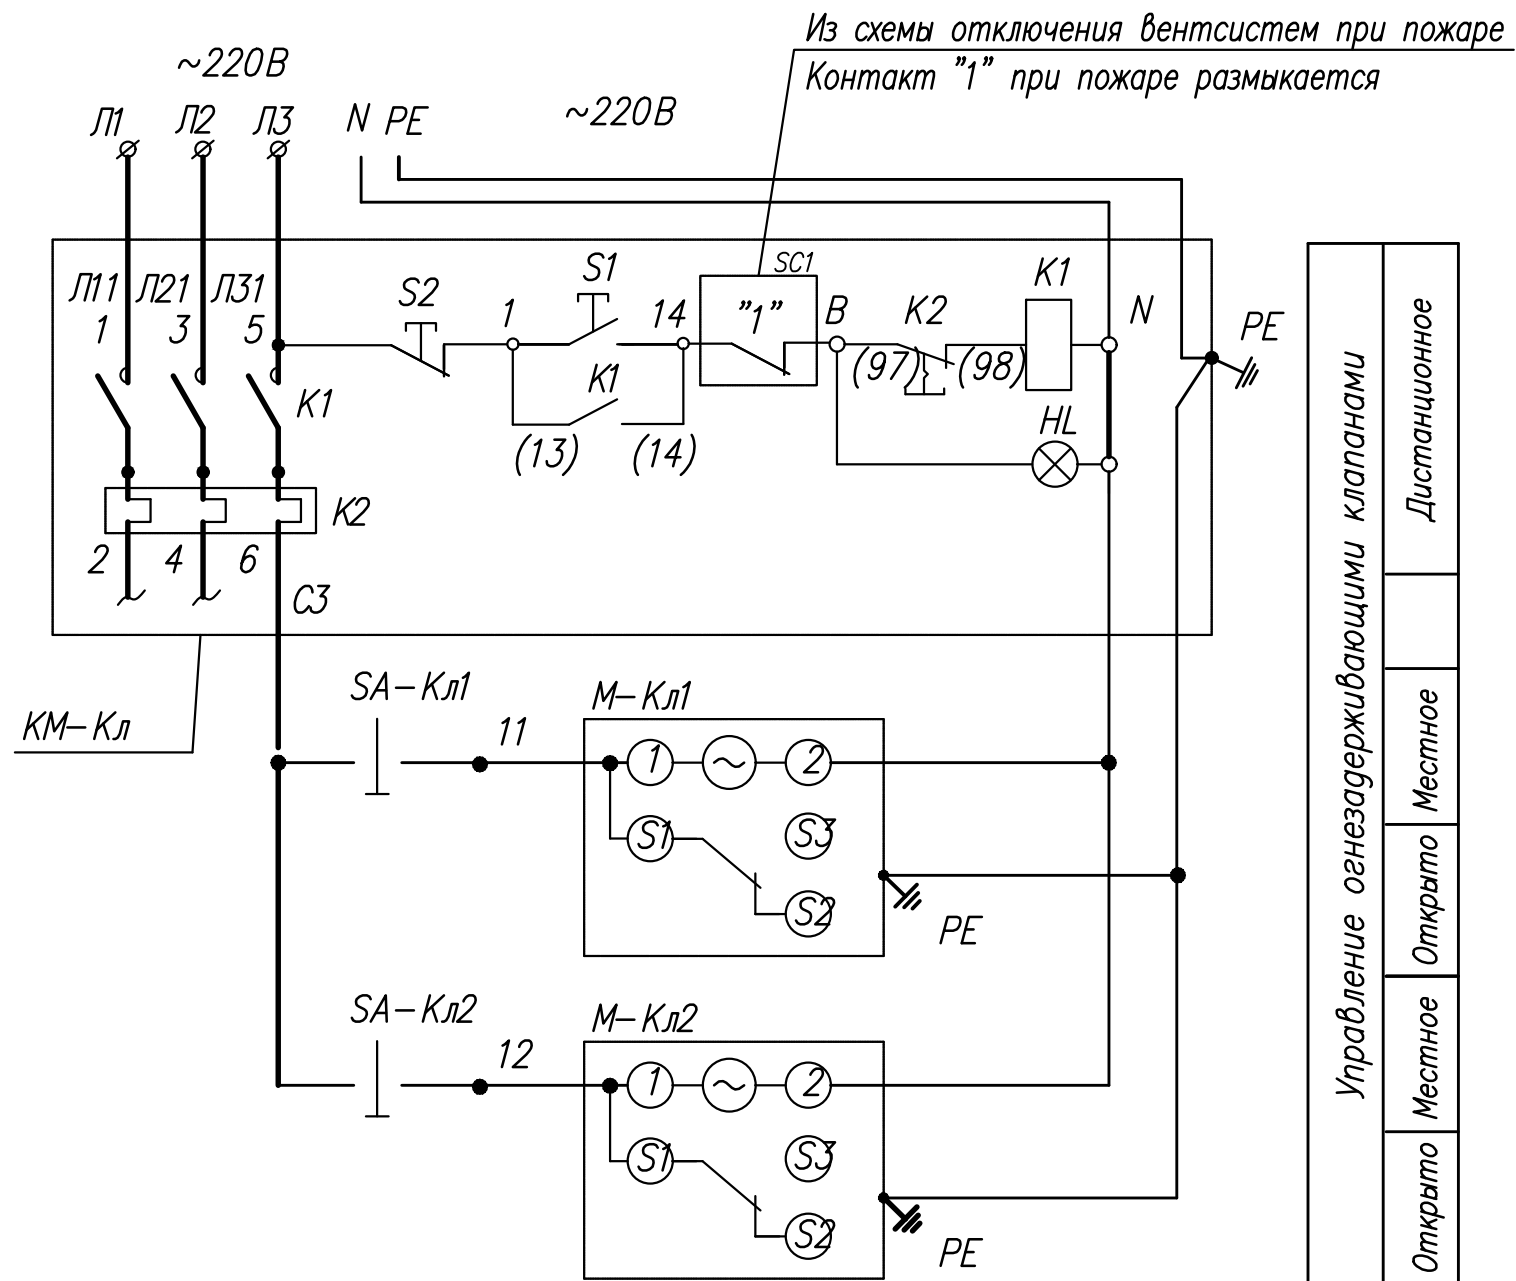 Из схемы отключения вентсистем при пожаре
Контакт "1" при пожаре размыкается
~220В
~220В
Л1 Л2 Л3 N PE
Л11 Л21 Л31
1 3 5
S2
1
S1
14
SC1
"1"
В
K2
K1
N
PE
(97) (98)
K1
K1
(13) (14)
HL
K2
2 4 6
C3
КМ-Кл
SA-Кл1
11
М-Кл1
1 ~ 2
S1 S3
S2
PE
SA-Кл2
12
М-Кл2
1 ~ 2
S1 S3
S2
PE
Управление огнезадерживающими клапанами
Дистанционное
Местное
Открыто
Местное
Открыто